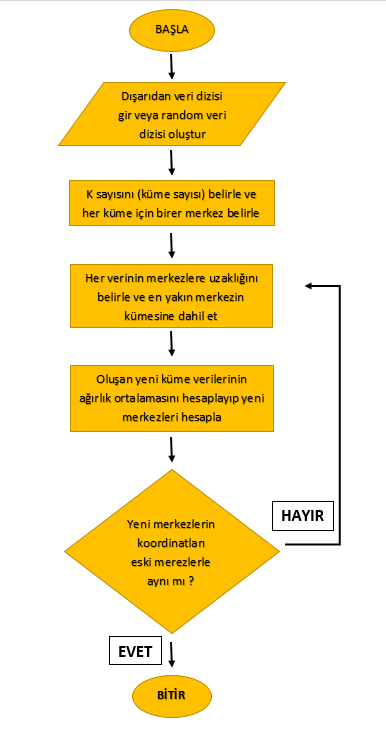 BAŞLA
Dışarıdan veri dizisi
gir veya random veri
dizisi oluştur
K sayısını (küme sayısı) belirle ve
her küme için birer merkez belirle
Her verinin merkezlere uzaklığını
belirle ve en yakın merkezin
kümesine dahil et
Oluşan yeni küme verilerinin
ağırlık ortalamasını hesaplayıp yeni
merkezleri hesapla
Yeni merkezlerin
koordinatları
eski merezlerle
aynı mı ?
HAYIR
EVET
BİTİR